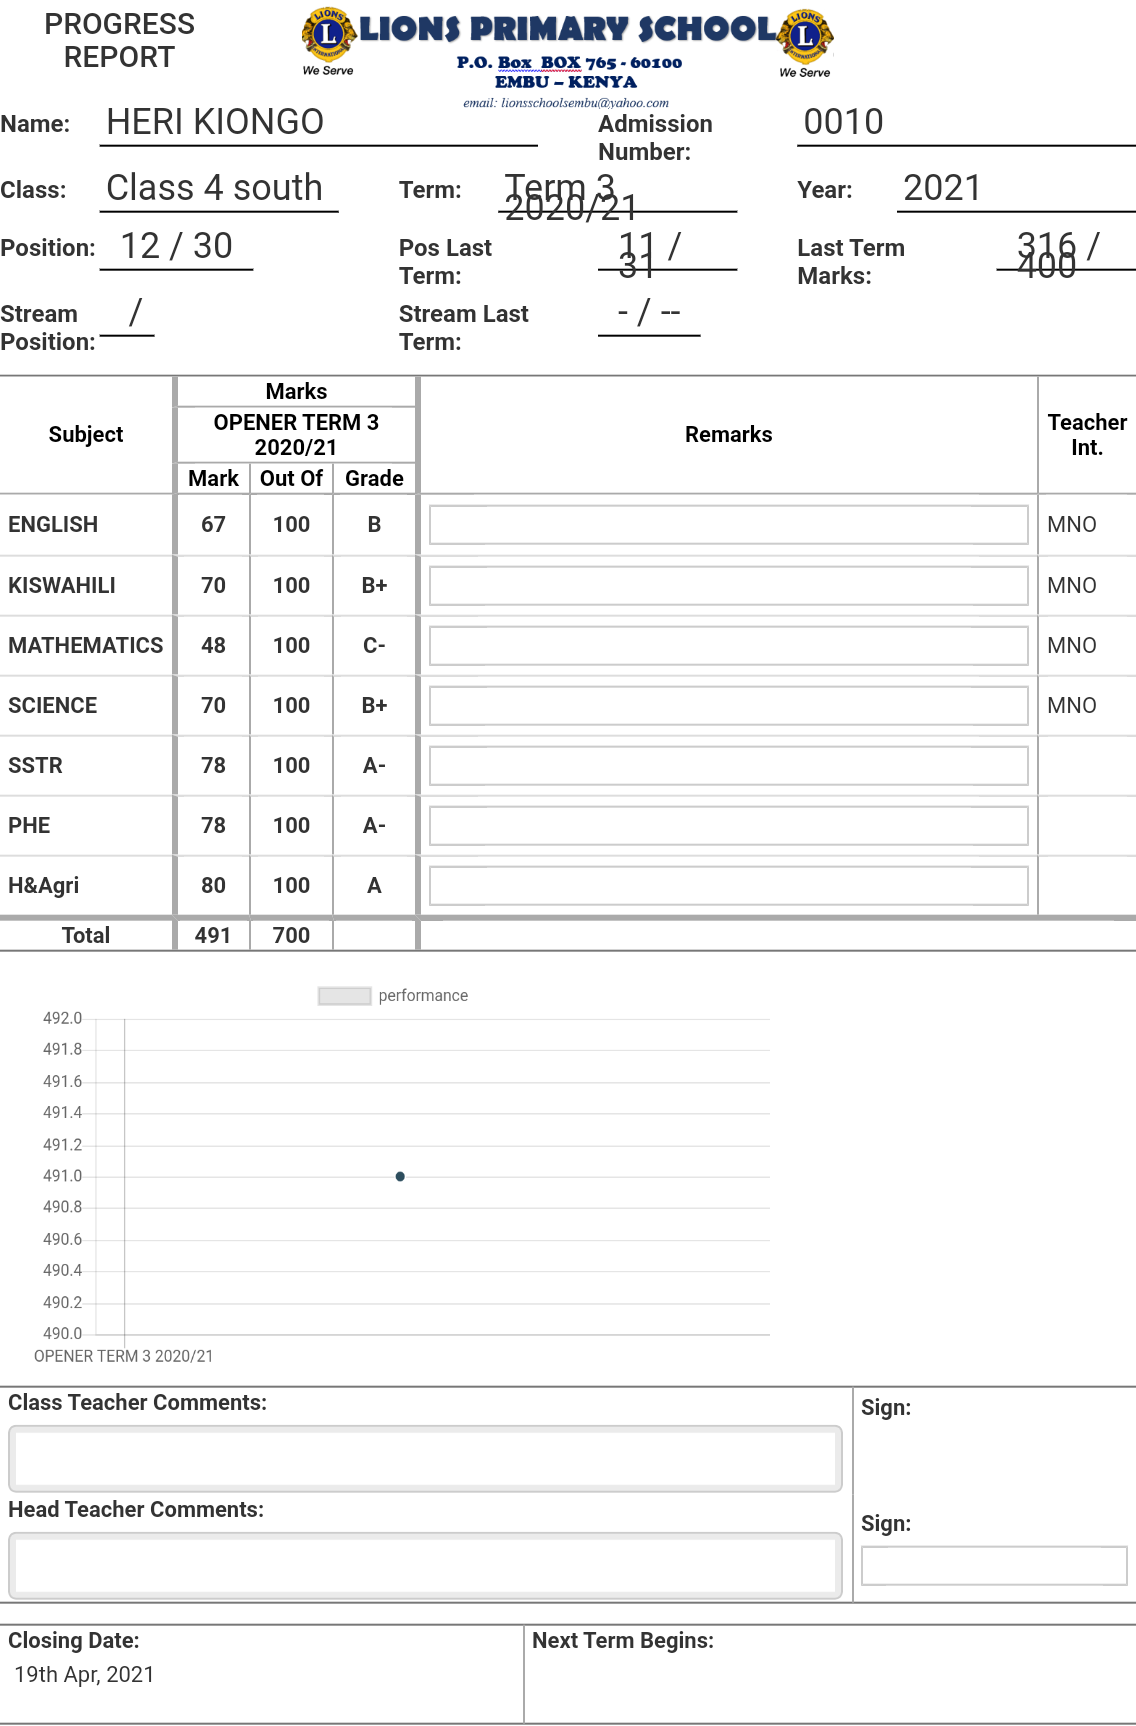 PROGRESS
REPORT
LIONS PRIMARY SCHOOL
We Serve
We Serve
P.O. Box BOX 765 - 60100
EMBU – KENYA
email: lionsschoolsembu@yahoo.com
Name: HERI KIONGO Admission Number: 0010
Class: Class 4 south Term: Term 3 2020/21 Year: 2021
Position: 12 / 30 Pos Last Term: 11 / 31 Last Term Marks: 316 / 400
Stream Position: / Stream Last Term: - / --
Subject Marks Remarks Teacher Int.
OPENER TERM 3 2020/21
Mark Out Of Grade
ENGLISH 67 100 B MNO
KISWAHILI 70 100 B+ MNO
MATHEMATICS 48 100 C- MNO
SCIENCE 70 100 B+ MNO
SSTR 78 100 A-
PHE 78 100 A-
H&Agri 80 100 A
Total 491 700
performance
492.0
491.8
491.6
491.4
491.2
491.0
490.8
490.6
490.4
490.2
490.0
OPENER TERM 3 2020/21
Class Teacher Comments: Sign:
Head Teacher Comments: Sign:
Closing Date: Next Term Begins:
19th Apr, 2021